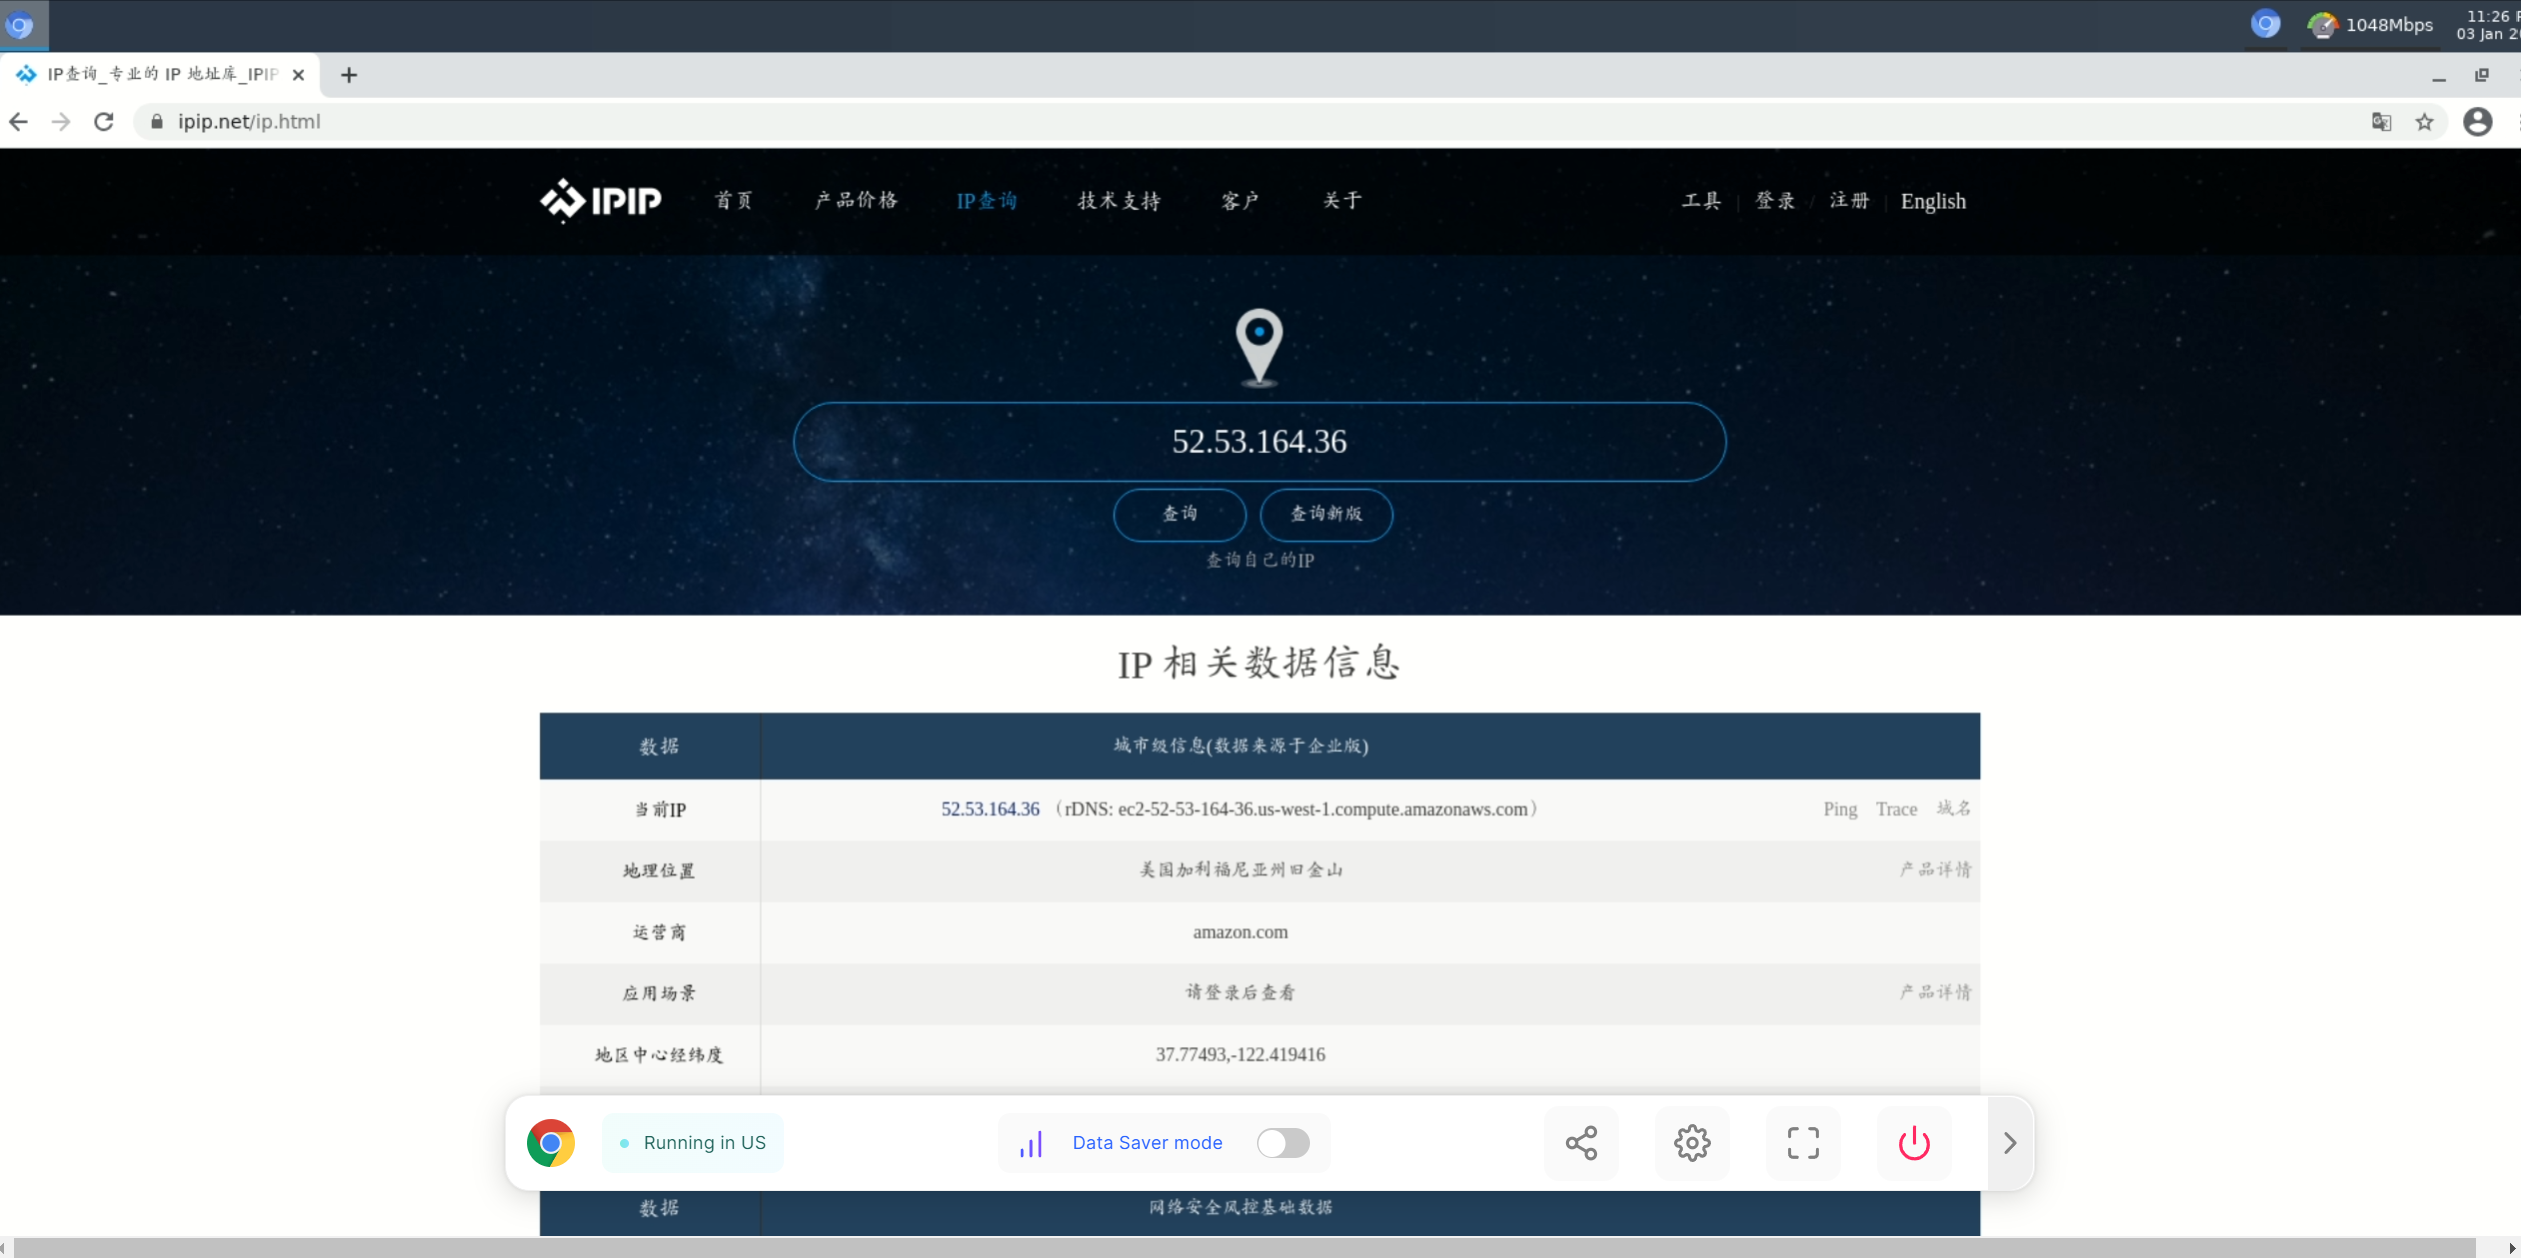 1048Mbps
11:26
03 Jan
IP查询_专业的 IP 地址库_IPIP
ipip.net/ip.html
IPIP 首页 产品价格 IP查询 技术支持 客户 关于 工具 | 登录 / 注册 | English
52.53.164.36
查询 查询新版
查询自己的IP
IP 相关数据信息
数据 城市级信息(数据来源于企业版)
当前IP 52.53.164.36 （rDNS: ec2-52-53-164-36.us-west-1.compute.amazonaws.com） Ping Trace 域名
地理位置 美国加利福尼亚州旧金山 产品详情
运营商 amazon.com
应用场景 请登录后查看 产品详情
地区中心经纬度 37.77493,-122.419416
Running in US Data Saver mode
数据 网络安全风控基础数据